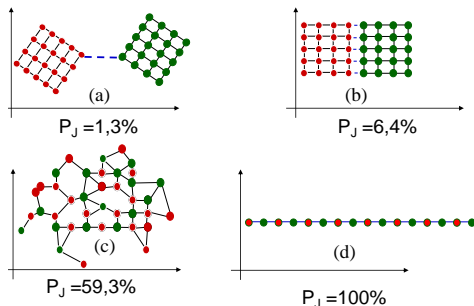 (a)
(b)
P_J =1,3%
P_J =6,4%
(c)
(d)
P_J =59,3%
P_J =100%